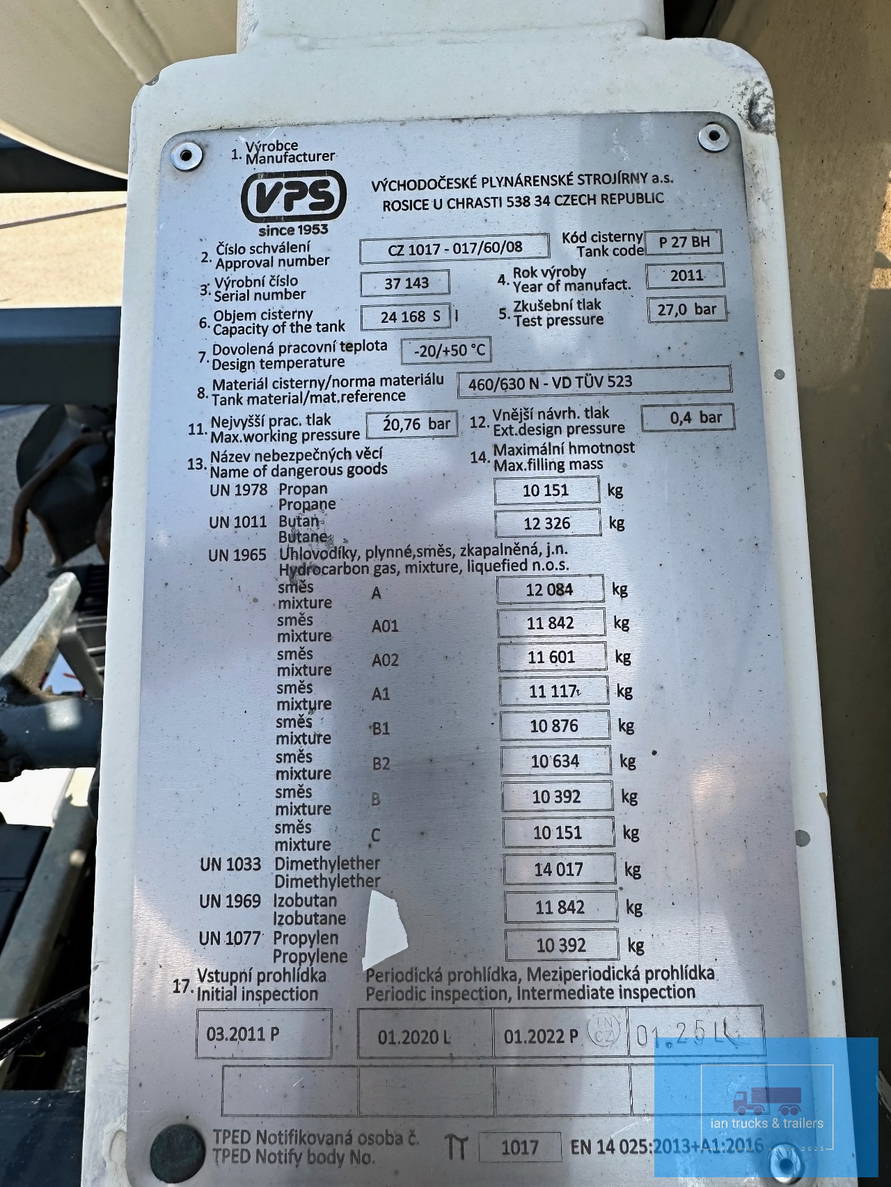 1. Výrobce
Manufacturer
VPS
since 1953
VÝCHODOČESKÉ PLYNÁRENSKÉ STROJÍRNY a.s.
ROSICE U CHRASTI 538 34 CZECH REPUBLIC
2. Číslo schválení CZ 1017 - 017/60/08 Kód cisterny P 27 BH
Approval number Tank code
3. Výrobní číslo 37 143 4. Rok výroby 2011
Serial number Year of manufact.
6. Objem cisterny 24 168 S l 5. Zkušební tlak 27,0 bar
Capacity of the tank Test pressure
7. Dovolená pracovní teplota -20/+50 °C
Design temperature
8. Materiál cisterny/norma materiálu 460/630 N - VD TÜV 523
Tank material/mat.reference
11. Nejvyšší prac. tlak 20,76 bar 12. Vnější návrh. tlak 0,4 bar
Max.working pressure Ext.design pressure
13. Název nebezpečných věcí 14. Maximální hmotnost
Name of dangerous goods Max.filling mass
UN 1978 Propan 10 151 kg
Propane
UN 1011 Butan 12 326 kg
Butane
UN 1965 Uhlovodíky, plynné,směs, zkapalněná, j.n.
Hydrocarbon gas, mixture, liquefied n.o.s.
směs A 12 084 kg
mixture
směs A01 11 842 kg
mixture
směs A02 11 601 kg
mixture
směs A1 11 117 kg
mixture
směs B1 10 876 kg
mixture
směs B2 10 634 kg
mixture
směs B 10 392 kg
mixture
směs C 10 151 kg
mixture
UN 1033 Dimethylether 14 017 kg
Dimethylether
UN 1969 Izobutan 11 842 kg
Izobutane
UN 1077 Propylen 10 392 kg
Propylene
17. Vstupní prohlídka Periodická prohlídka, Meziperiodická prohlídka
Initial inspection Periodic inspection, Intermediate inspection
03.2011 P 01.2020 L 01.2022 P 01.25 L
TPED Notifikovaná osoba č. 1017 EN 14 025:2013+A1:2016
TPED Notify body No.
ian trucks & trailers